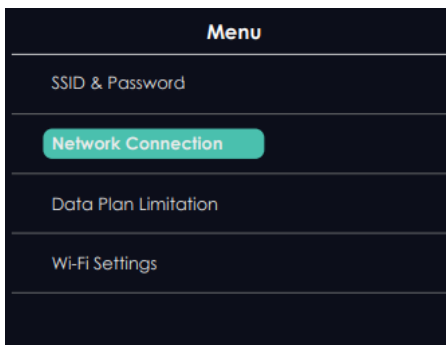 Menu
SSID & Password
Network Connection
Data Plan Limitation
Wi-Fi Settings